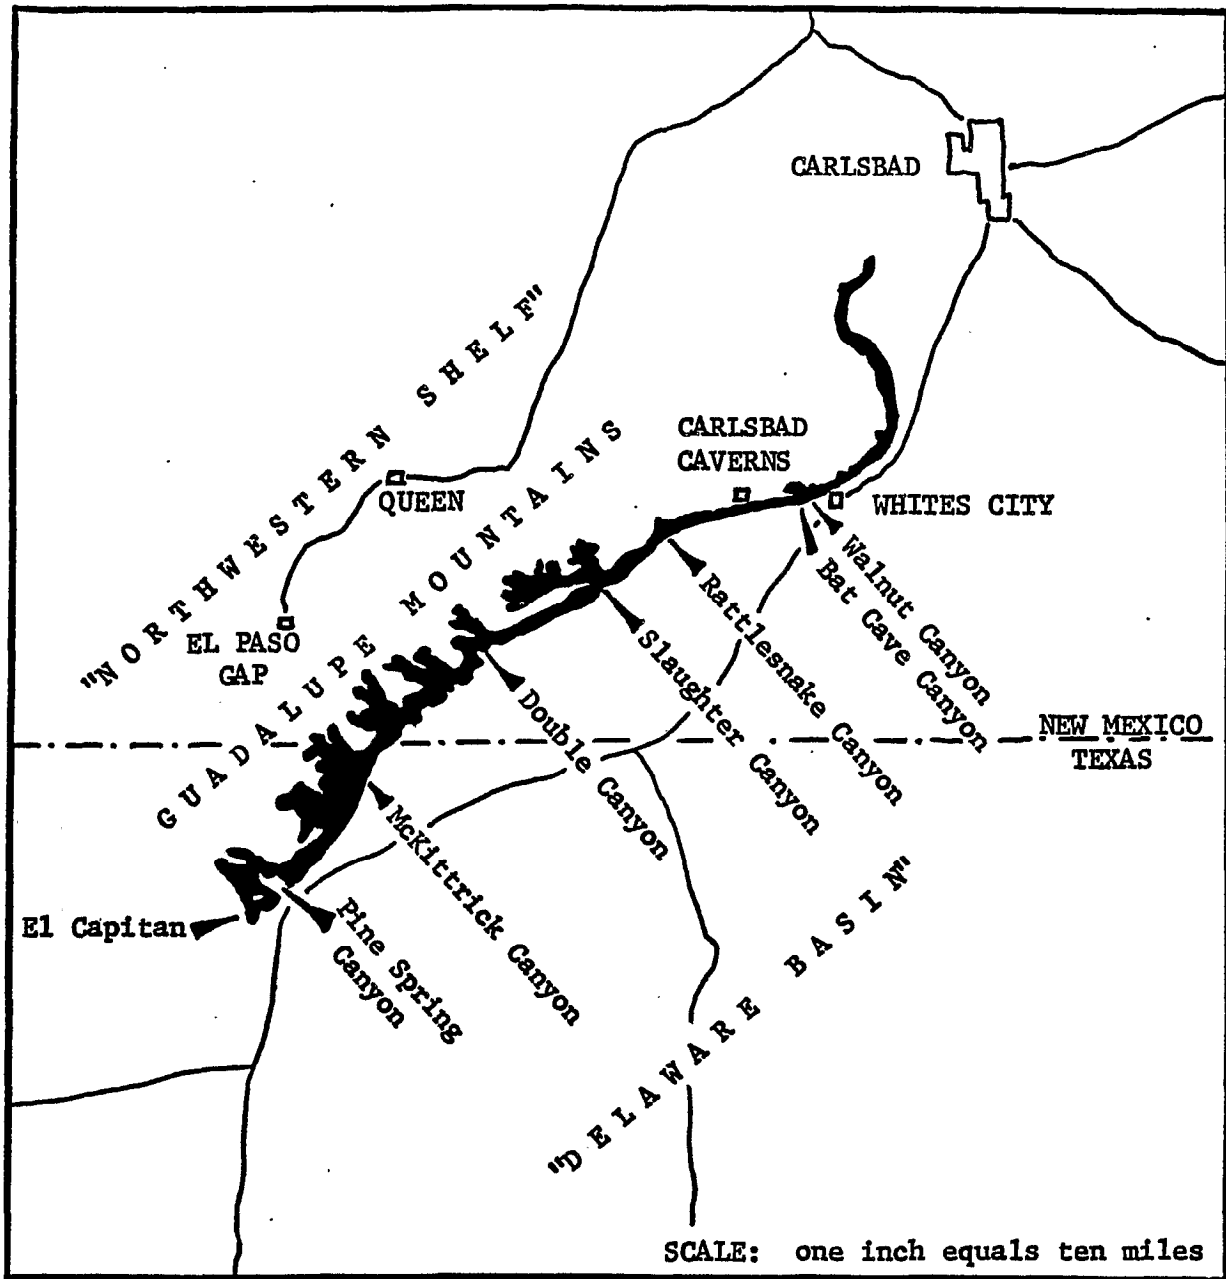 CARLSBAD
"NORTHWESTERN SHELF"
CARLSBAD
CAVERNS
QUEEN
WHITES CITY
GUADALUPE MOUNTAINS
EL PASO
GAP
Walnut Canyon
Bat Cave Canyon
Rattlesnake Canyon
Slaughter Canyon
Double Canyon
NEW MEXICO
TEXAS
McKittrick Canyon
El Capitan
Pine Spring
Canyon
"DELAWARE BASIN"
SCALE: one inch equals ten miles